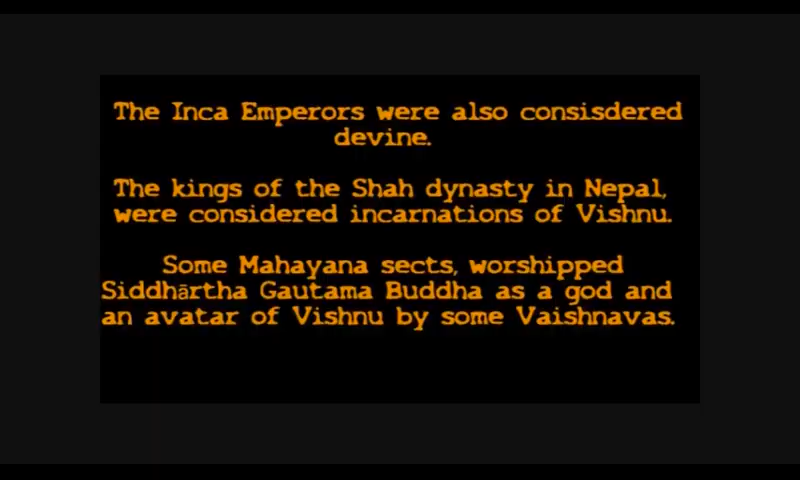 The Inca Emperors were also consisdered
devine.
The kings of the Shah dynasty in Nepal,
were considered incarnations of Vishnu.
Some Mahayana sects, worshipped
Siddhārtha Gautama Buddha as a god and
an avatar of Vishnu by some Vaishnavas.